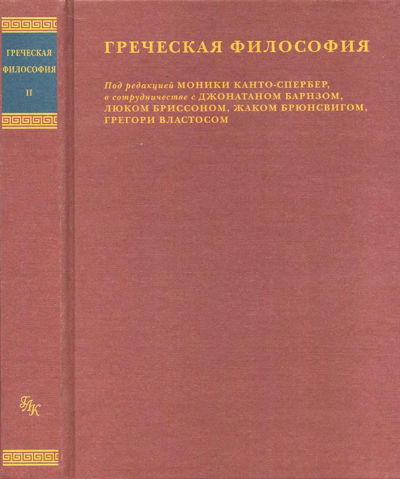 ГРЕЧЕСКАЯ
ФИЛОСОФИЯ
II
ГЛК
ГРЕЧЕСКАЯ ФИЛОСОФИЯ
Под редакцией МОНИКИ КАНТО-СПЕРБЕР,
в сотрудничестве с ДЖОНАТАНОМ БАРНЗОМ,
ЛЮКОМ БРИССОНОМ, ЖАКОМ БРЮНСВИГОМ,
ГРЕГОРИ ВЛАСТОСОМ